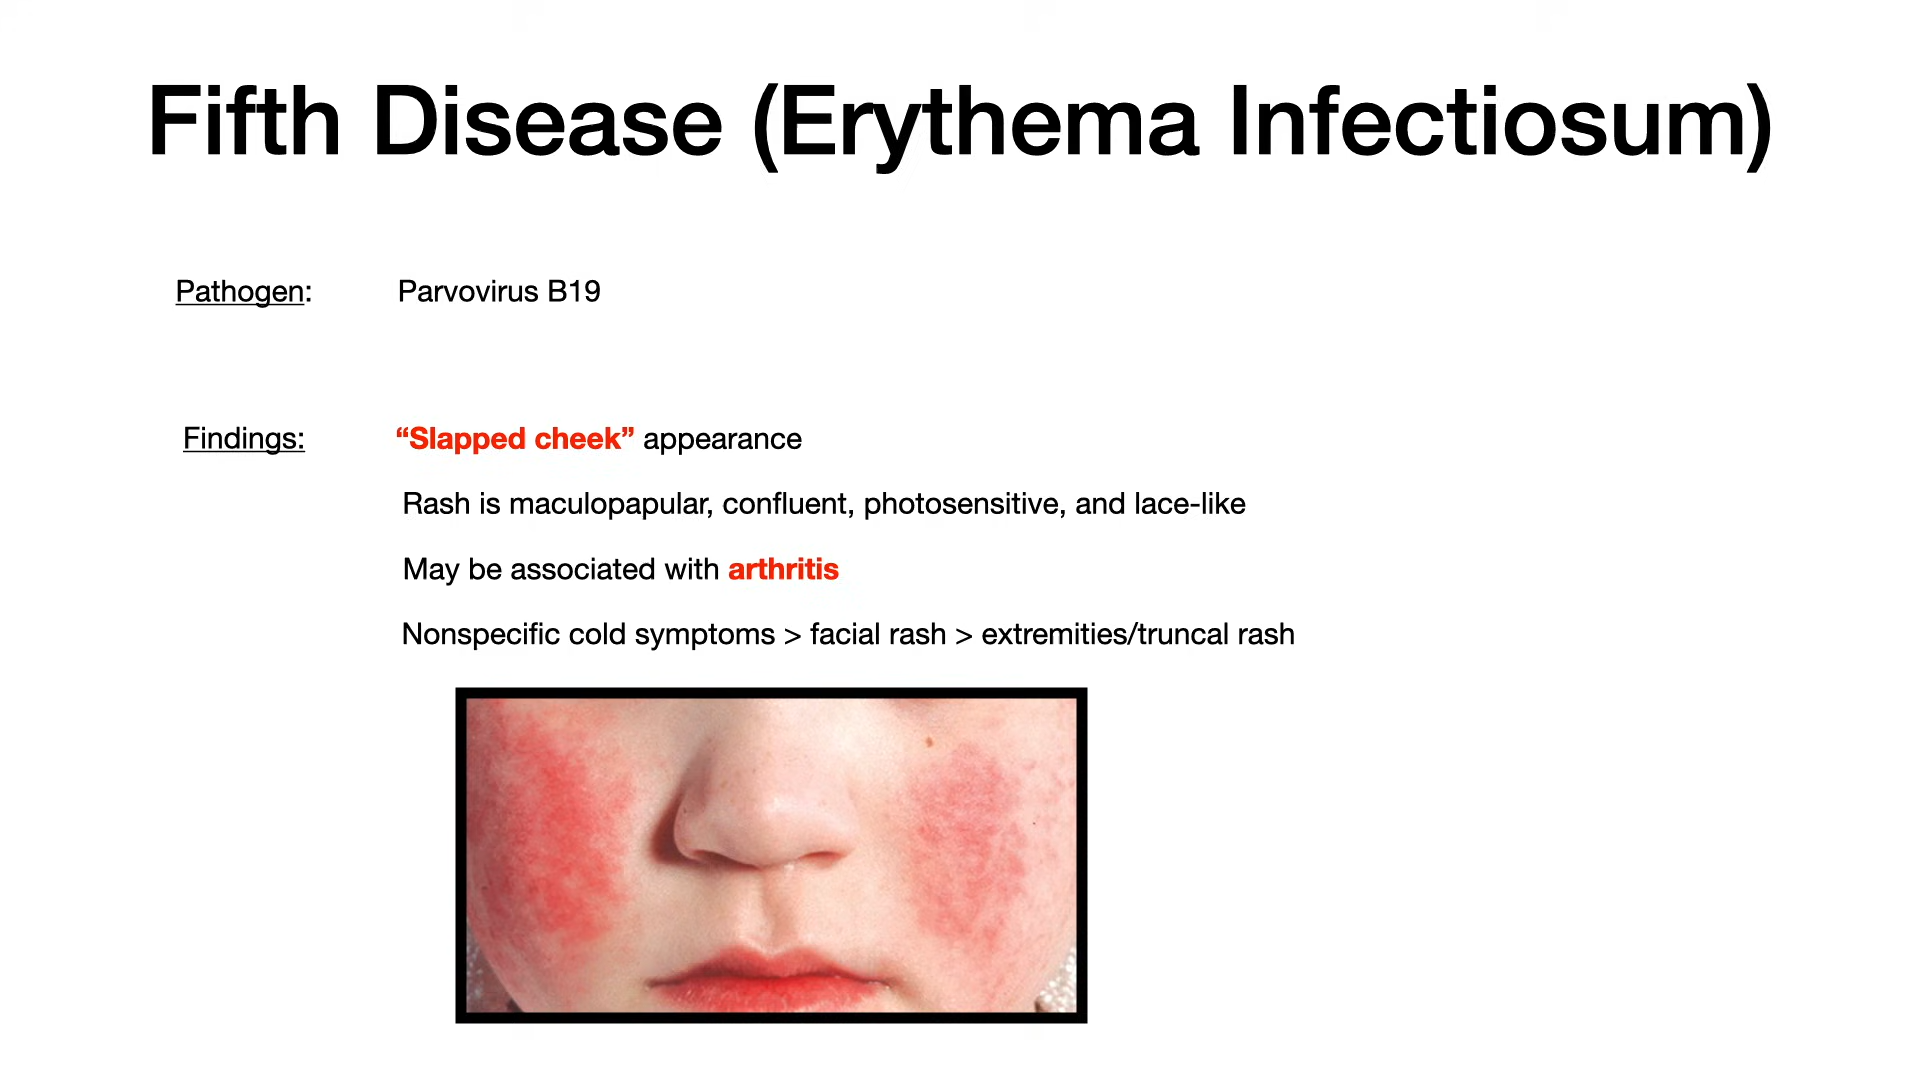 Fifth Disease (Erythema Infectiosum)
Pathogen: Parvovirus B19
Findings: “Slapped cheek” appearance
Rash is maculopapular, confluent, photosensitive, and lace-like
May be associated with arthritis
Nonspecific cold symptoms > facial rash > extremities/truncal rash